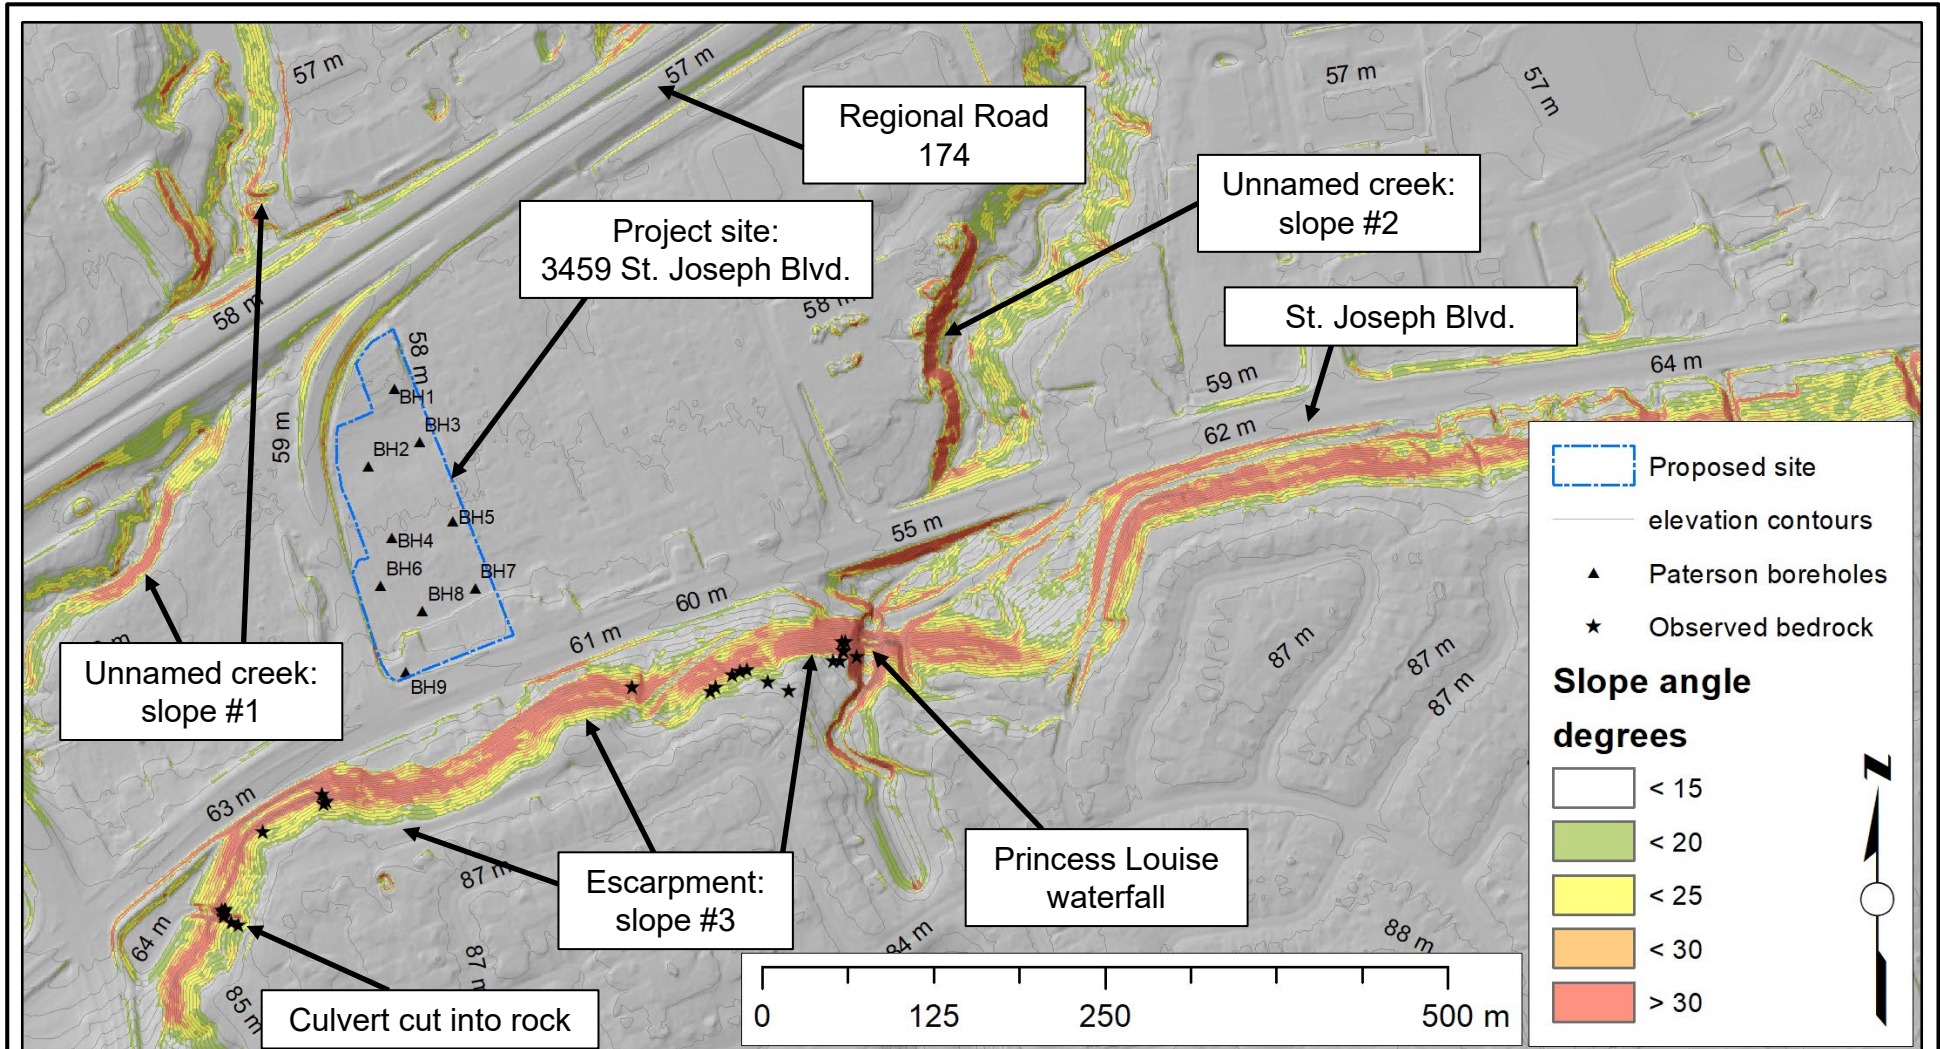 57 m
57 m
57 m
57 m
Regional Road
174
Unnamed creek:
slope #2
Project site:
3459 St. Joseph Blvd.
58 m
58 m
St. Joseph Blvd.
58 m
64 m
59 m
BH1
59 m
BH3
62 m
BH2
BH5
55 m
BH4
BH6
BH7
BH8
60 m
61 m
87 m
87 m
87 m
Unnamed creek:
slope #1
BH9
63 m
87 m
Escarpment:
slope #3
Princess Louise
waterfall
64 m
84 m
88 m
87 m
85 m
Culvert cut into rock
0
125
250
500 m
Proposed site
elevation contours
Paterson boreholes
Observed bedrock
Slope angle
degrees
< 15
< 20
< 25
< 30
> 30
N